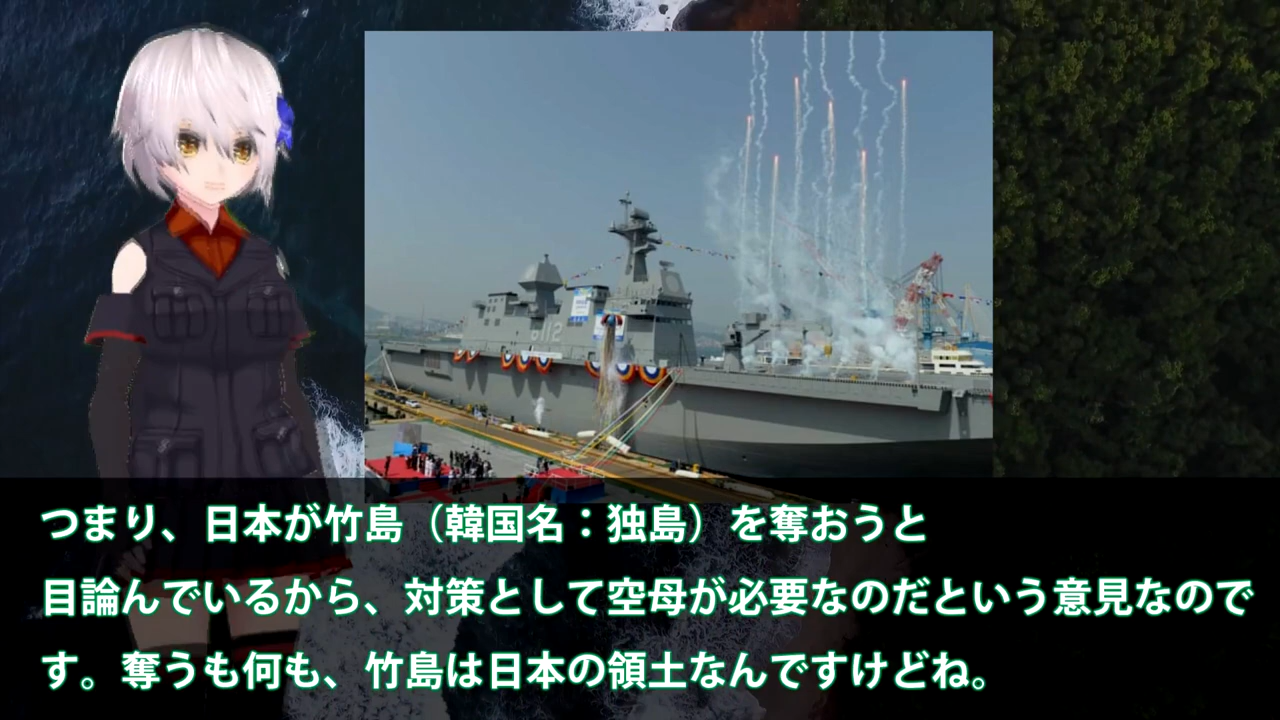 6112
つまり、日本が竹島（韓国名：独島）を奪おうと
目論んでいるから、対策として空母が必要なのだという意見なので
す。奪うも何も、竹島は日本の領土なんですけどね。